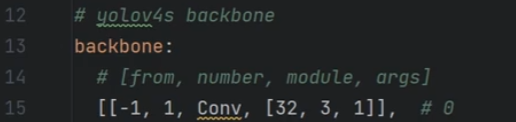 12 # yolov4s backbone
13 backbone:
14 # [from, number, module, args]
15 [[-1, 1, Conv, [32, 3, 1]], # 0